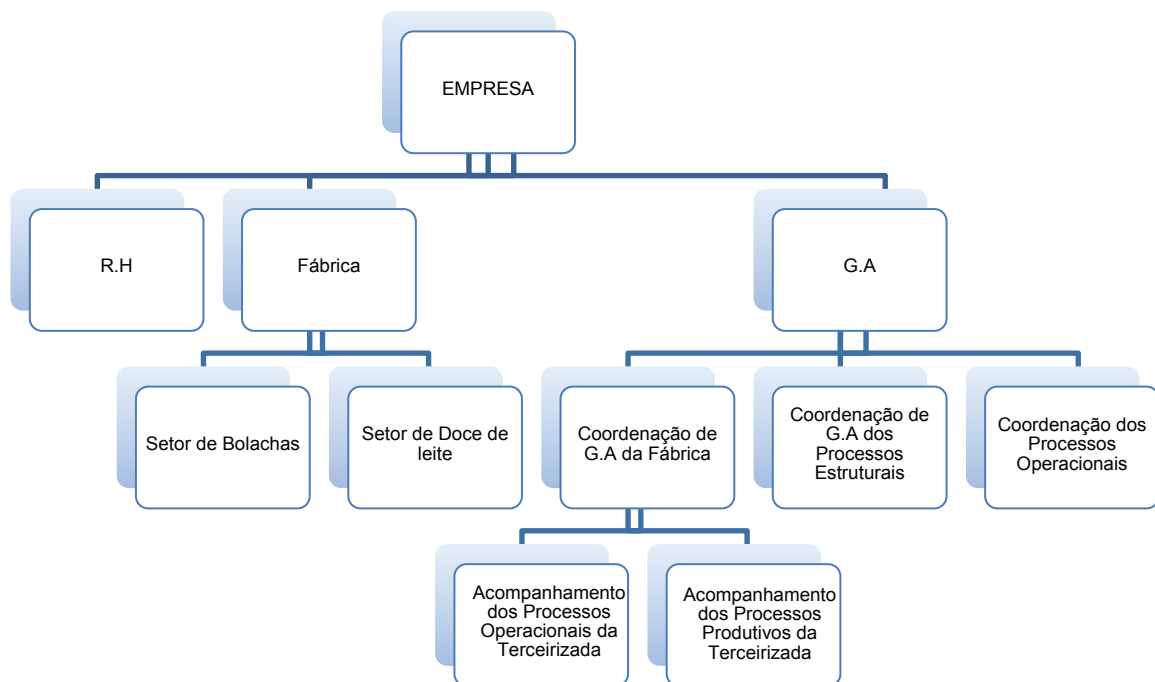 EMPRESA
R.H
Fábrica
G.A
Setor de Bolachas
Setor de Doce de
leite
Coordenação de
G.A da Fábrica
Coordenação de
G.A dos
Processos
Estruturais
Coordenação dos
Processos
Operacionais
Acompanhamento
dos Processos
Operacionais da
Terceirizada
Acompanhamento
dos Processos
Produtivos da
Terceirizada